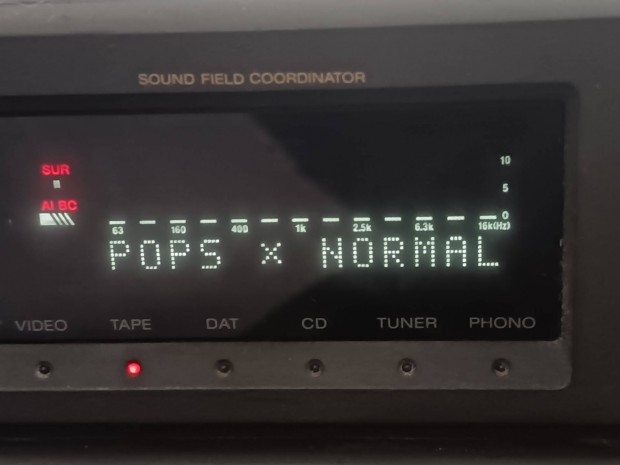 SOUND FIELD COORDINATOR
SUR
AI BC
10
5
0
63 160 400 1k 2.5k 6.3k 16k(Hz)
POPS x NORMAL
VIDEO TAPE DAT CD TUNER PHONO